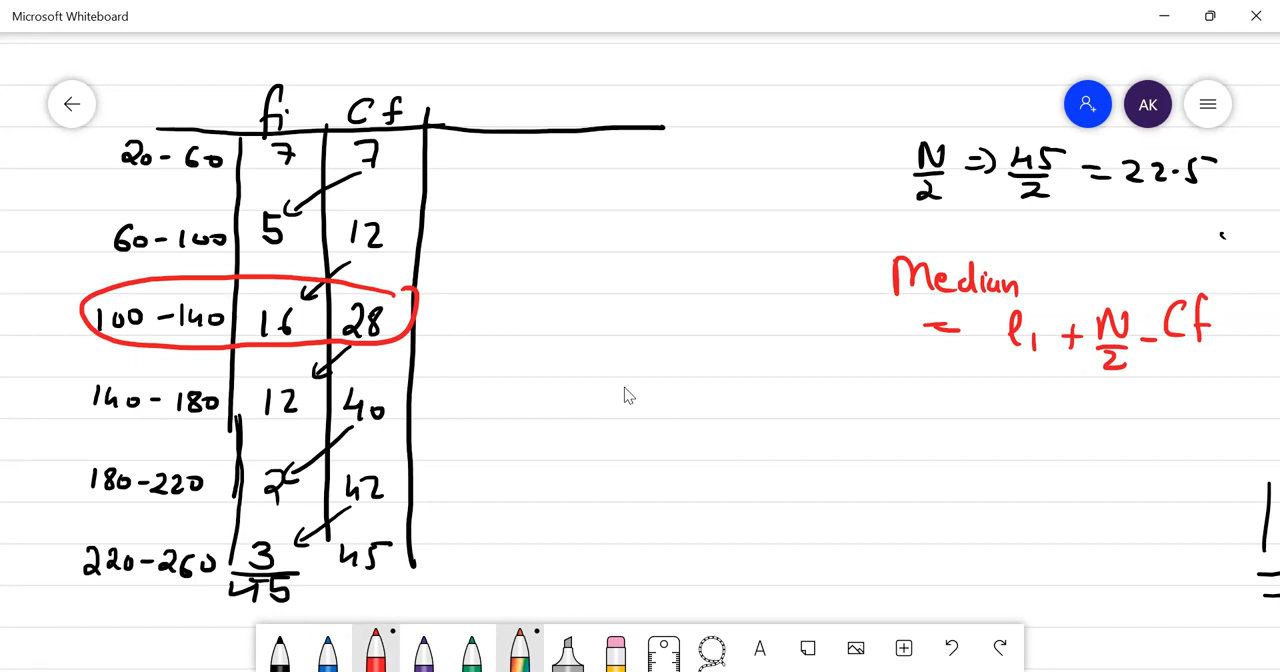 Microsoft Whiteboard
AK
fi Cf
20-60 7 7
60-100 5 12
100-140 16 28
140-180 12 40
180-220 2 42
220-260 3 45
45
N/2 => 45/2 = 22.5
Median
= l₁ + N/2 - Cf
A